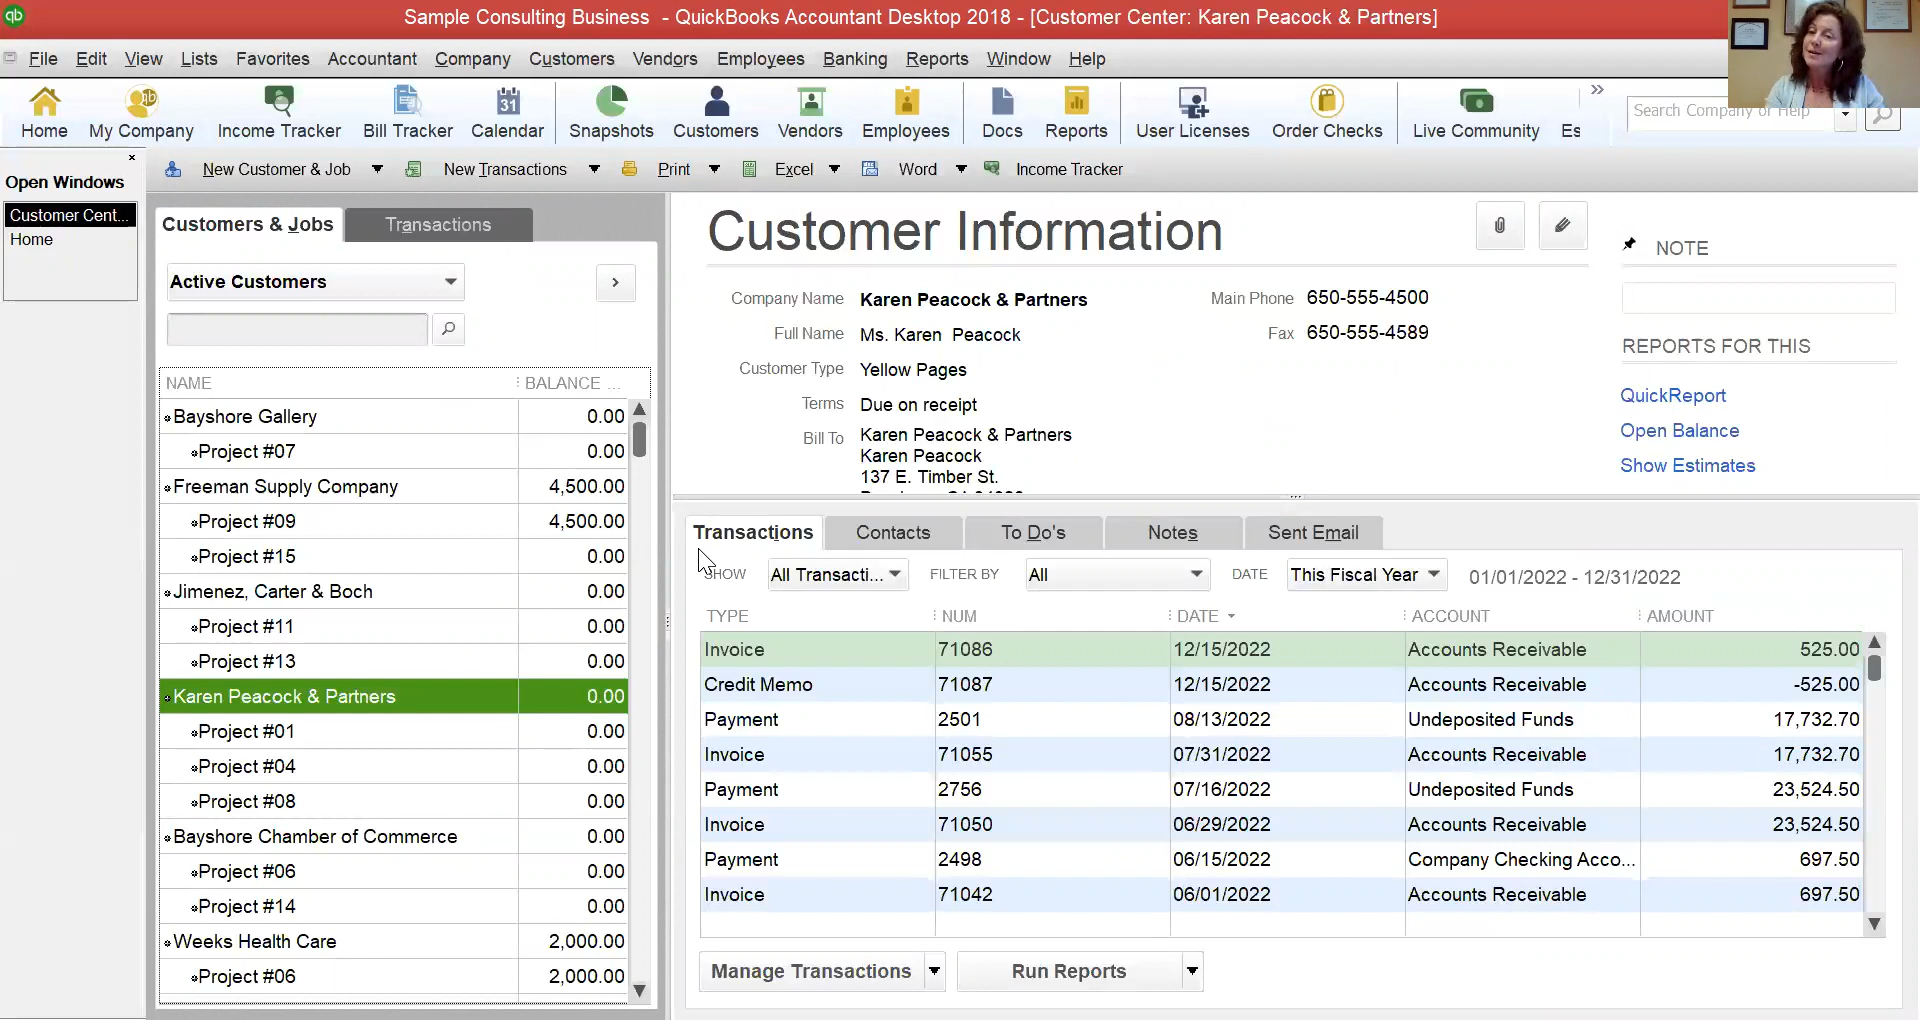 qb
Sample Consulting Business - QuickBooks Accountant Desktop 2018 - [Customer Center: Karen Peacock & Partners]
File Edit View Lists Favorites Accountant Company Customers Vendors Employees Banking Reports Window Help
Home My Company Income Tracker Bill Tracker 31 Calendar Snapshots Customers Vendors Employees Docs Reports User Licenses Order Checks Live Community Es
Search Company or Help
New Customer & Job New Transactions Print Excel Word Income Tracker
Open Windows
Customer Cent...
Home
Customers & Jobs Transactions
Active Customers
NAME BALANCE ...
Bayshore Gallery 0.00
Project #07 0.00
Freeman Supply Company 4,500.00
Project #09 4,500.00
Project #15 0.00
Jimenez, Carter & Boch 0.00
Project #11 0.00
Project #13 0.00
Karen Peacock & Partners 0.00
Project #01 0.00
Project #04 0.00
Project #08 0.00
Bayshore Chamber of Commerce 0.00
Project #06 0.00
Project #14 0.00
Weeks Health Care 2,000.00
Project #06 2,000.00
Customer Information
Company Name Karen Peacock & Partners Main Phone 650-555-4500
Full Name Ms. Karen Peacock Fax 650-555-4589
Customer Type Yellow Pages
Terms Due on receipt
Bill To Karen Peacock & Partners
Karen Peacock
137 E. Timber St.
NOTE
REPORTS FOR THIS
QuickReport
Open Balance
Show Estimates
Transactions Contacts To Do's Notes Sent Email
SHOW All Transacti... FILTER BY All DATE This Fiscal Year 01/01/2022 - 12/31/2022
TYPE NUM DATE ACCOUNT AMOUNT
Invoice 71086 12/15/2022 Accounts Receivable 525.00
Credit Memo 71087 12/15/2022 Accounts Receivable -525.00
Payment 2501 08/13/2022 Undeposited Funds 17,732.70
Invoice 71055 07/31/2022 Accounts Receivable 17,732.70
Payment 2756 07/16/2022 Undeposited Funds 23,524.50
Invoice 71050 06/29/2022 Accounts Receivable 23,524.50
Payment 2498 06/15/2022 Company Checking Acco... 697.50
Invoice 71042 06/01/2022 Accounts Receivable 697.50
Manage Transactions Run Reports